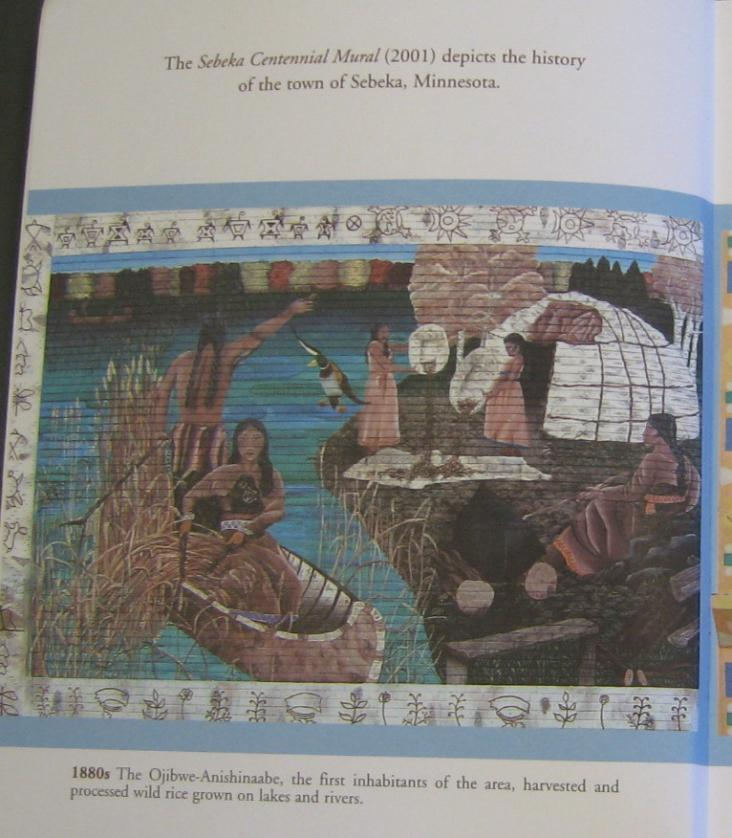 The Sebeka Centennial Mural (2001) depicts the history
of the town of Sebeka, Minnesota.
1880s The Ojibwe-Anishinaabe, the first inhabitants of the area, harvested and
processed wild rice grown on lakes and rivers.